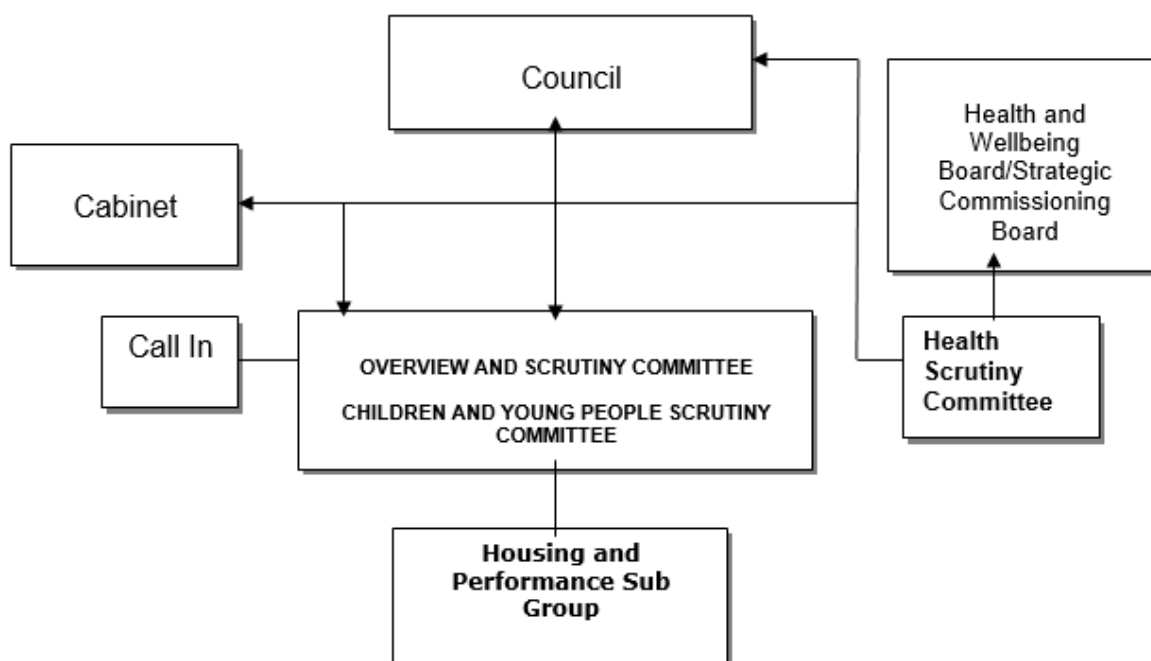 Council
Health and
Wellbeing
Board/Strategic
Commissioning
Board
Cabinet
Call In
OVERVIEW AND SCRUTINY COMMITTEE
CHILDREN AND YOUNG PEOPLE SCRUTINY
COMMITTEE
Health
Scrutiny
Committee
Housing and
Performance Sub
Group